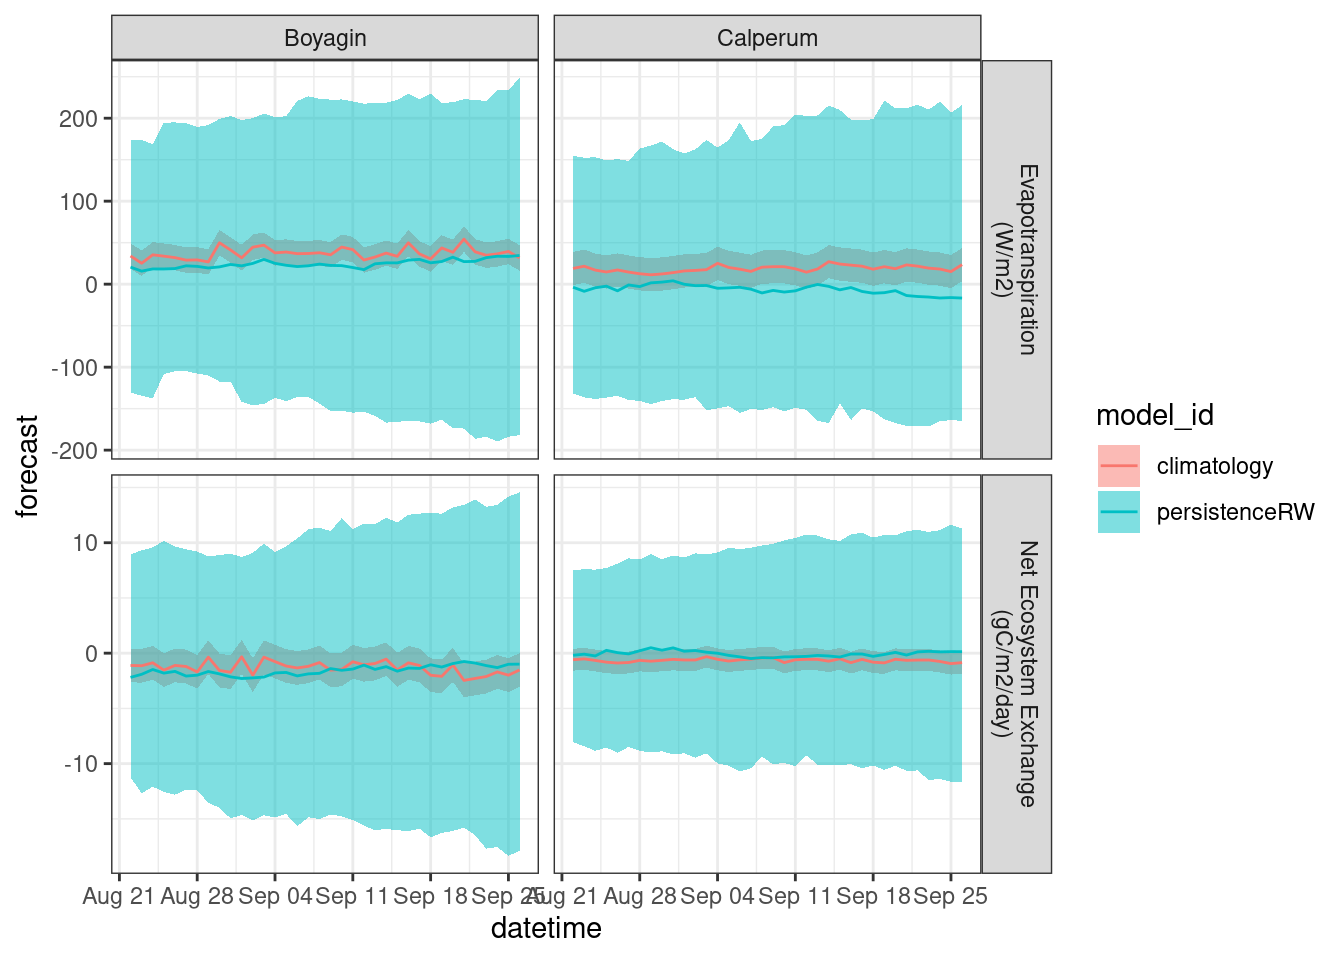 Boyagin
Calperum
200
100
0
-100
-200
Evapotranspiration
(W/m2)
10
0
-10
Net Ecosystem Exchange
(gC/m2/day)
forecast
Aug 21 Aug 28 Sep 04 Sep 11 Sep 18 Sep 25
Aug 21 Aug 28 Sep 04 Sep 11 Sep 18 Sep 25
datetime
model_id
climatology
persistenceRW